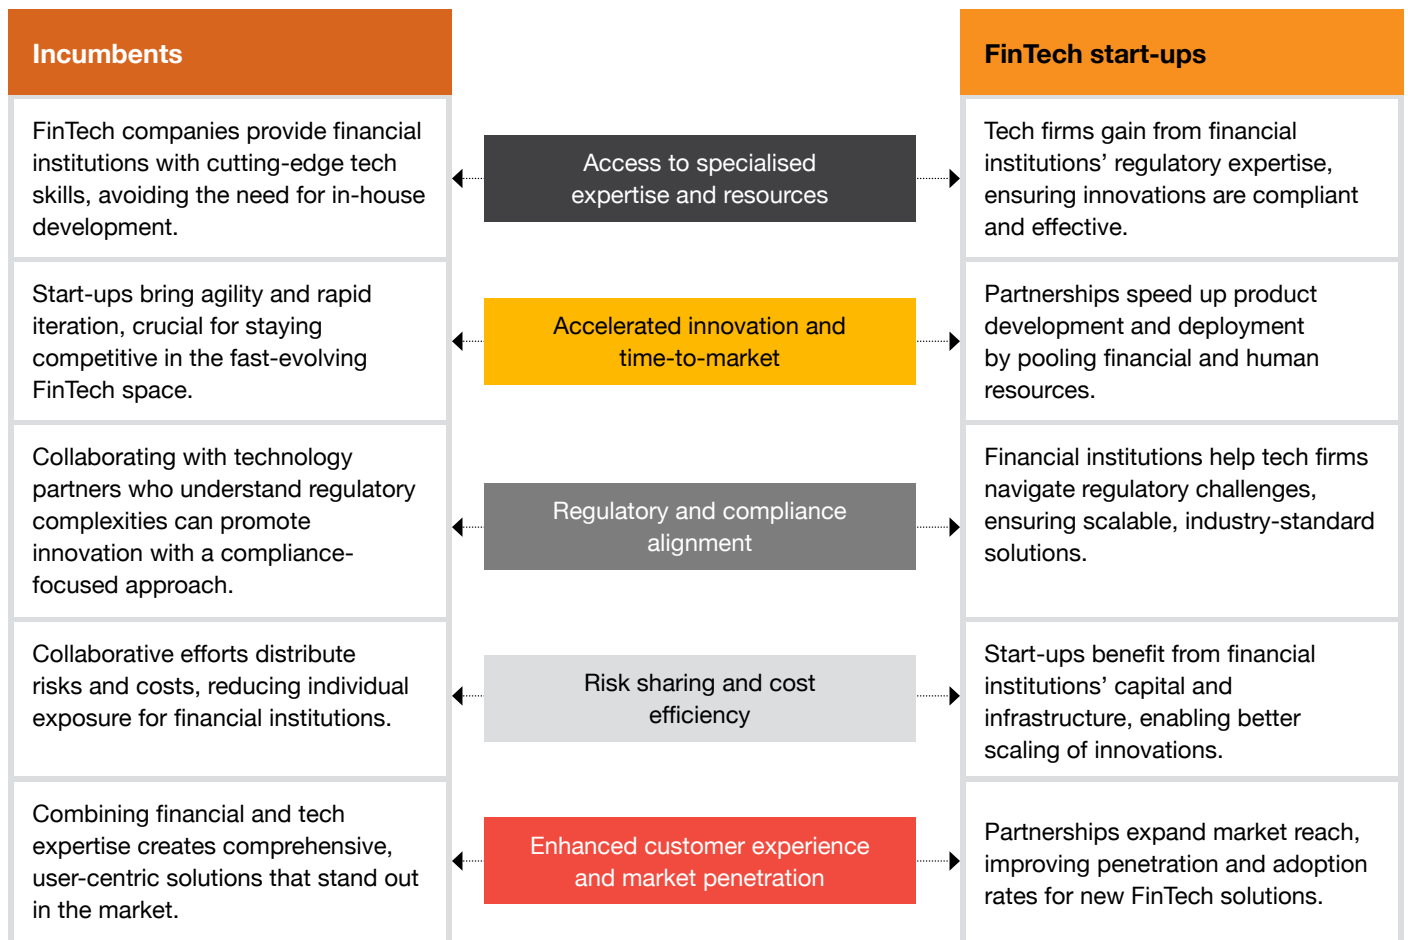 Incumbents
FinTech start-ups
FinTech companies provide financial
institutions with cutting-edge tech
skills, avoiding the need for in-house
development.
Access to specialised
expertise and resources
Tech firms gain from financial
institutions’ regulatory expertise,
ensuring innovations are compliant
and effective.
Start-ups bring agility and rapid
iteration, crucial for staying
competitive in the fast-evolving
FinTech space.
Accelerated innovation and
time-to-market
Partnerships speed up product
development and deployment
by pooling financial and human
resources.
Collaborating with technology
partners who understand regulatory
complexities can promote
innovation with a compliance-
focused approach.
Regulatory and compliance
alignment
Financial institutions help tech firms
navigate regulatory challenges,
ensuring scalable, industry-standard
solutions.
Collaborative efforts distribute
risks and costs, reducing individual
exposure for financial institutions.
Risk sharing and cost
efficiency
Start-ups benefit from financial
institutions’ capital and
infrastructure, enabling better
scaling of innovations.
Combining financial and tech
expertise creates comprehensive,
user-centric solutions that stand out
in the market.
Enhanced customer experience
and market penetration
Partnerships expand market reach,
improving penetration and adoption
rates for new FinTech solutions.